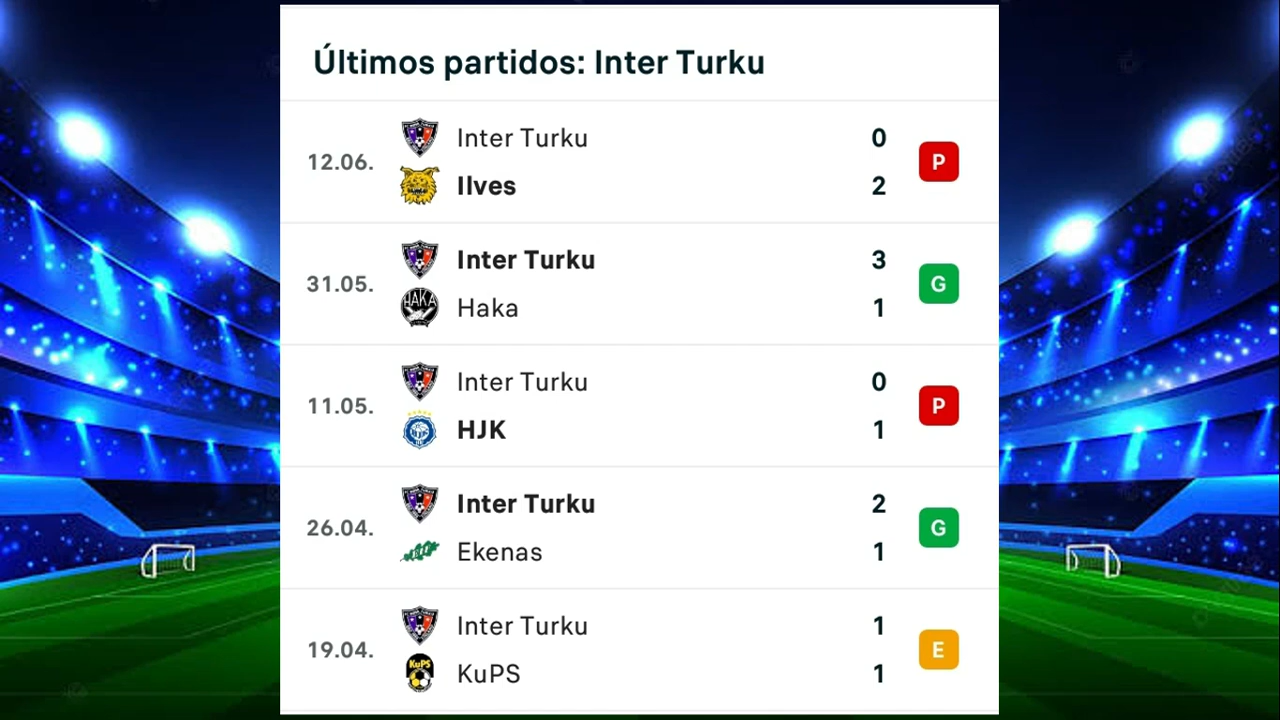 Últimos partidos: Inter Turku
12.06.
Inter Turku 0
Ilves 2
P
31.05.
Inter Turku 3
Haka 1
G
11.05.
Inter Turku 0
HJK 1
P
26.04.
Inter Turku 2
Ekenas 1
G
19.04.
Inter Turku 1
KuPS 1
E
HAKA
KuPS